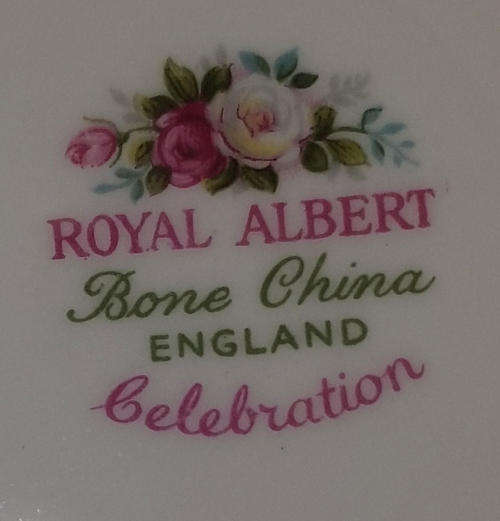 ROYAL ALBERT
Bone China
ENGLAND
Celebration